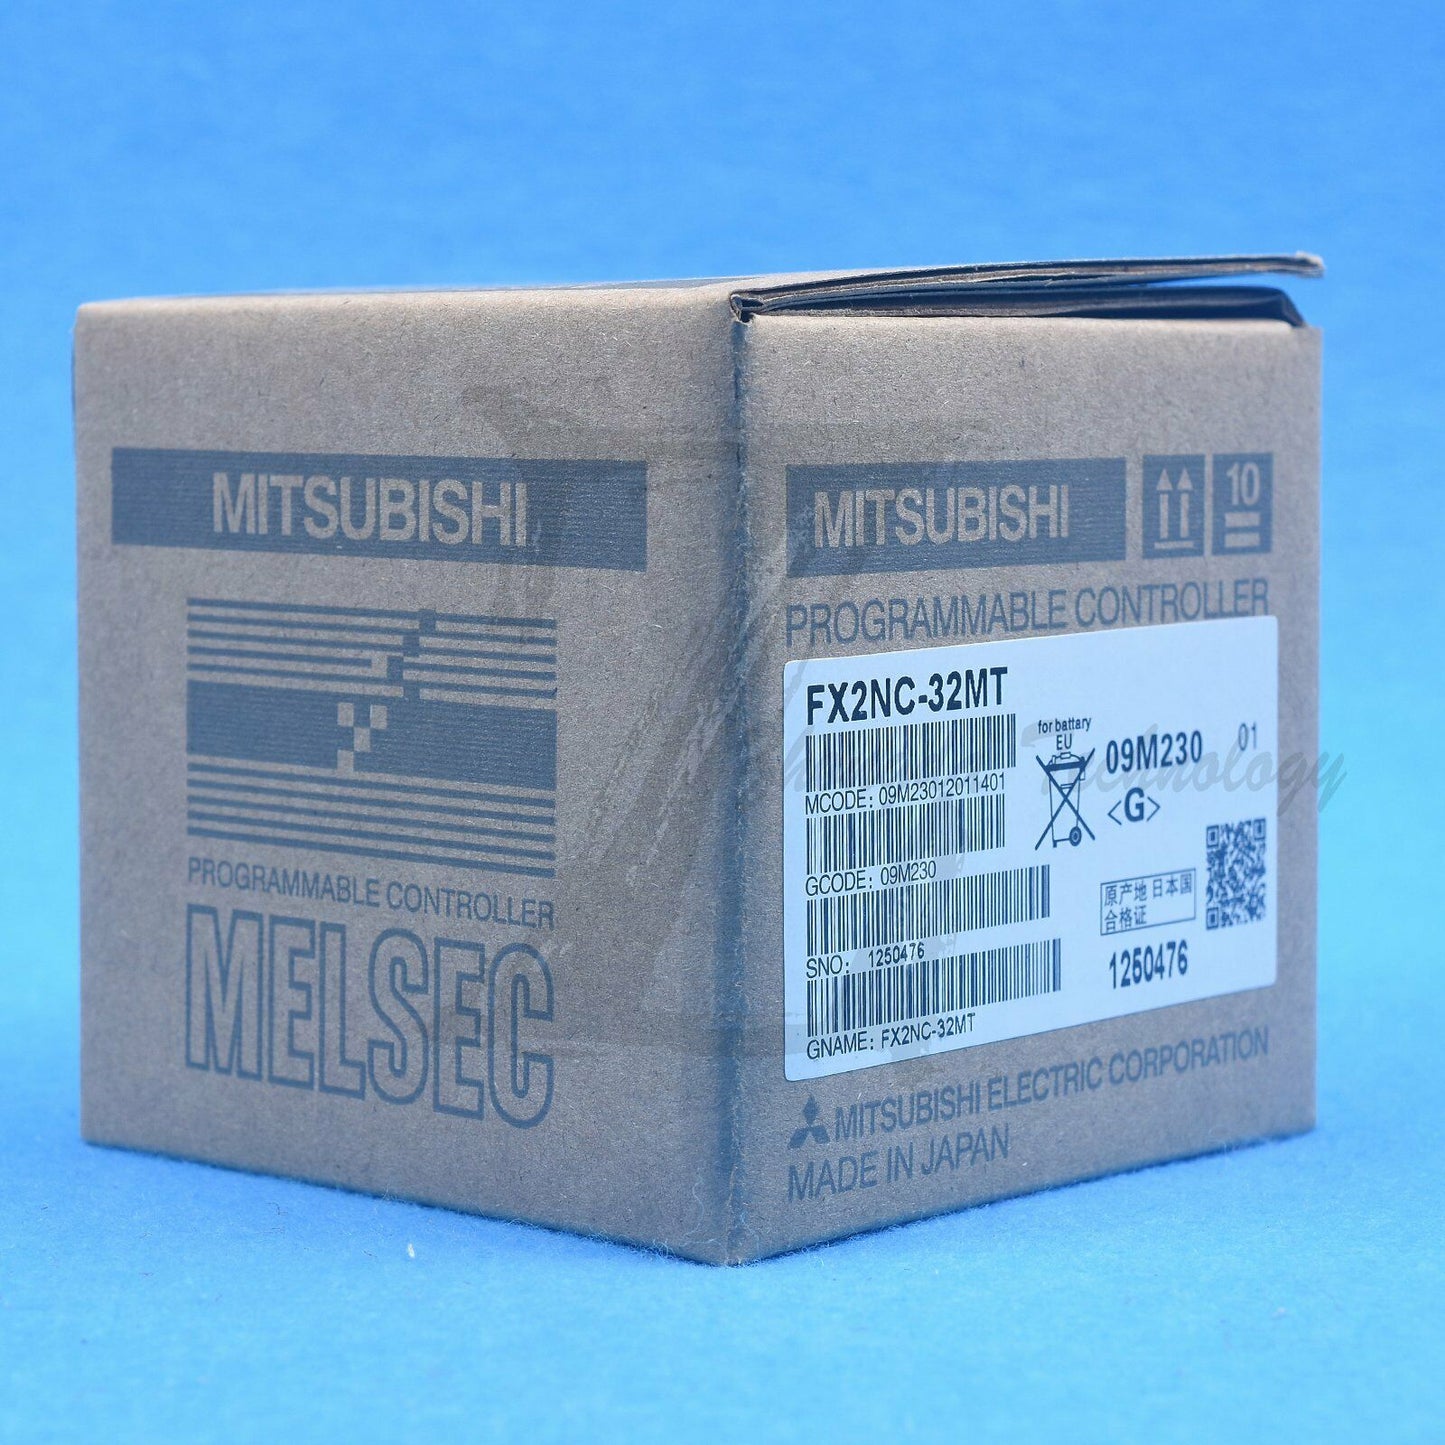 MITSUBISHI
PROGRAMMABLE CONTROLLER
MELSEC
MITSUBISHI
10
PROGRAMMABLE CONTROLLER
FX2NC-32MT
MCODE: 09M23012011401
GCODE: 09M230
SNO: 1250476
GNAME: FX2NC-32MT
for battary
EU
09M230 01
<G>
原产地 日本国
合格证
1250476
MITSUBISHI ELECTRIC CORPORATION
MADE IN JAPAN
Technology